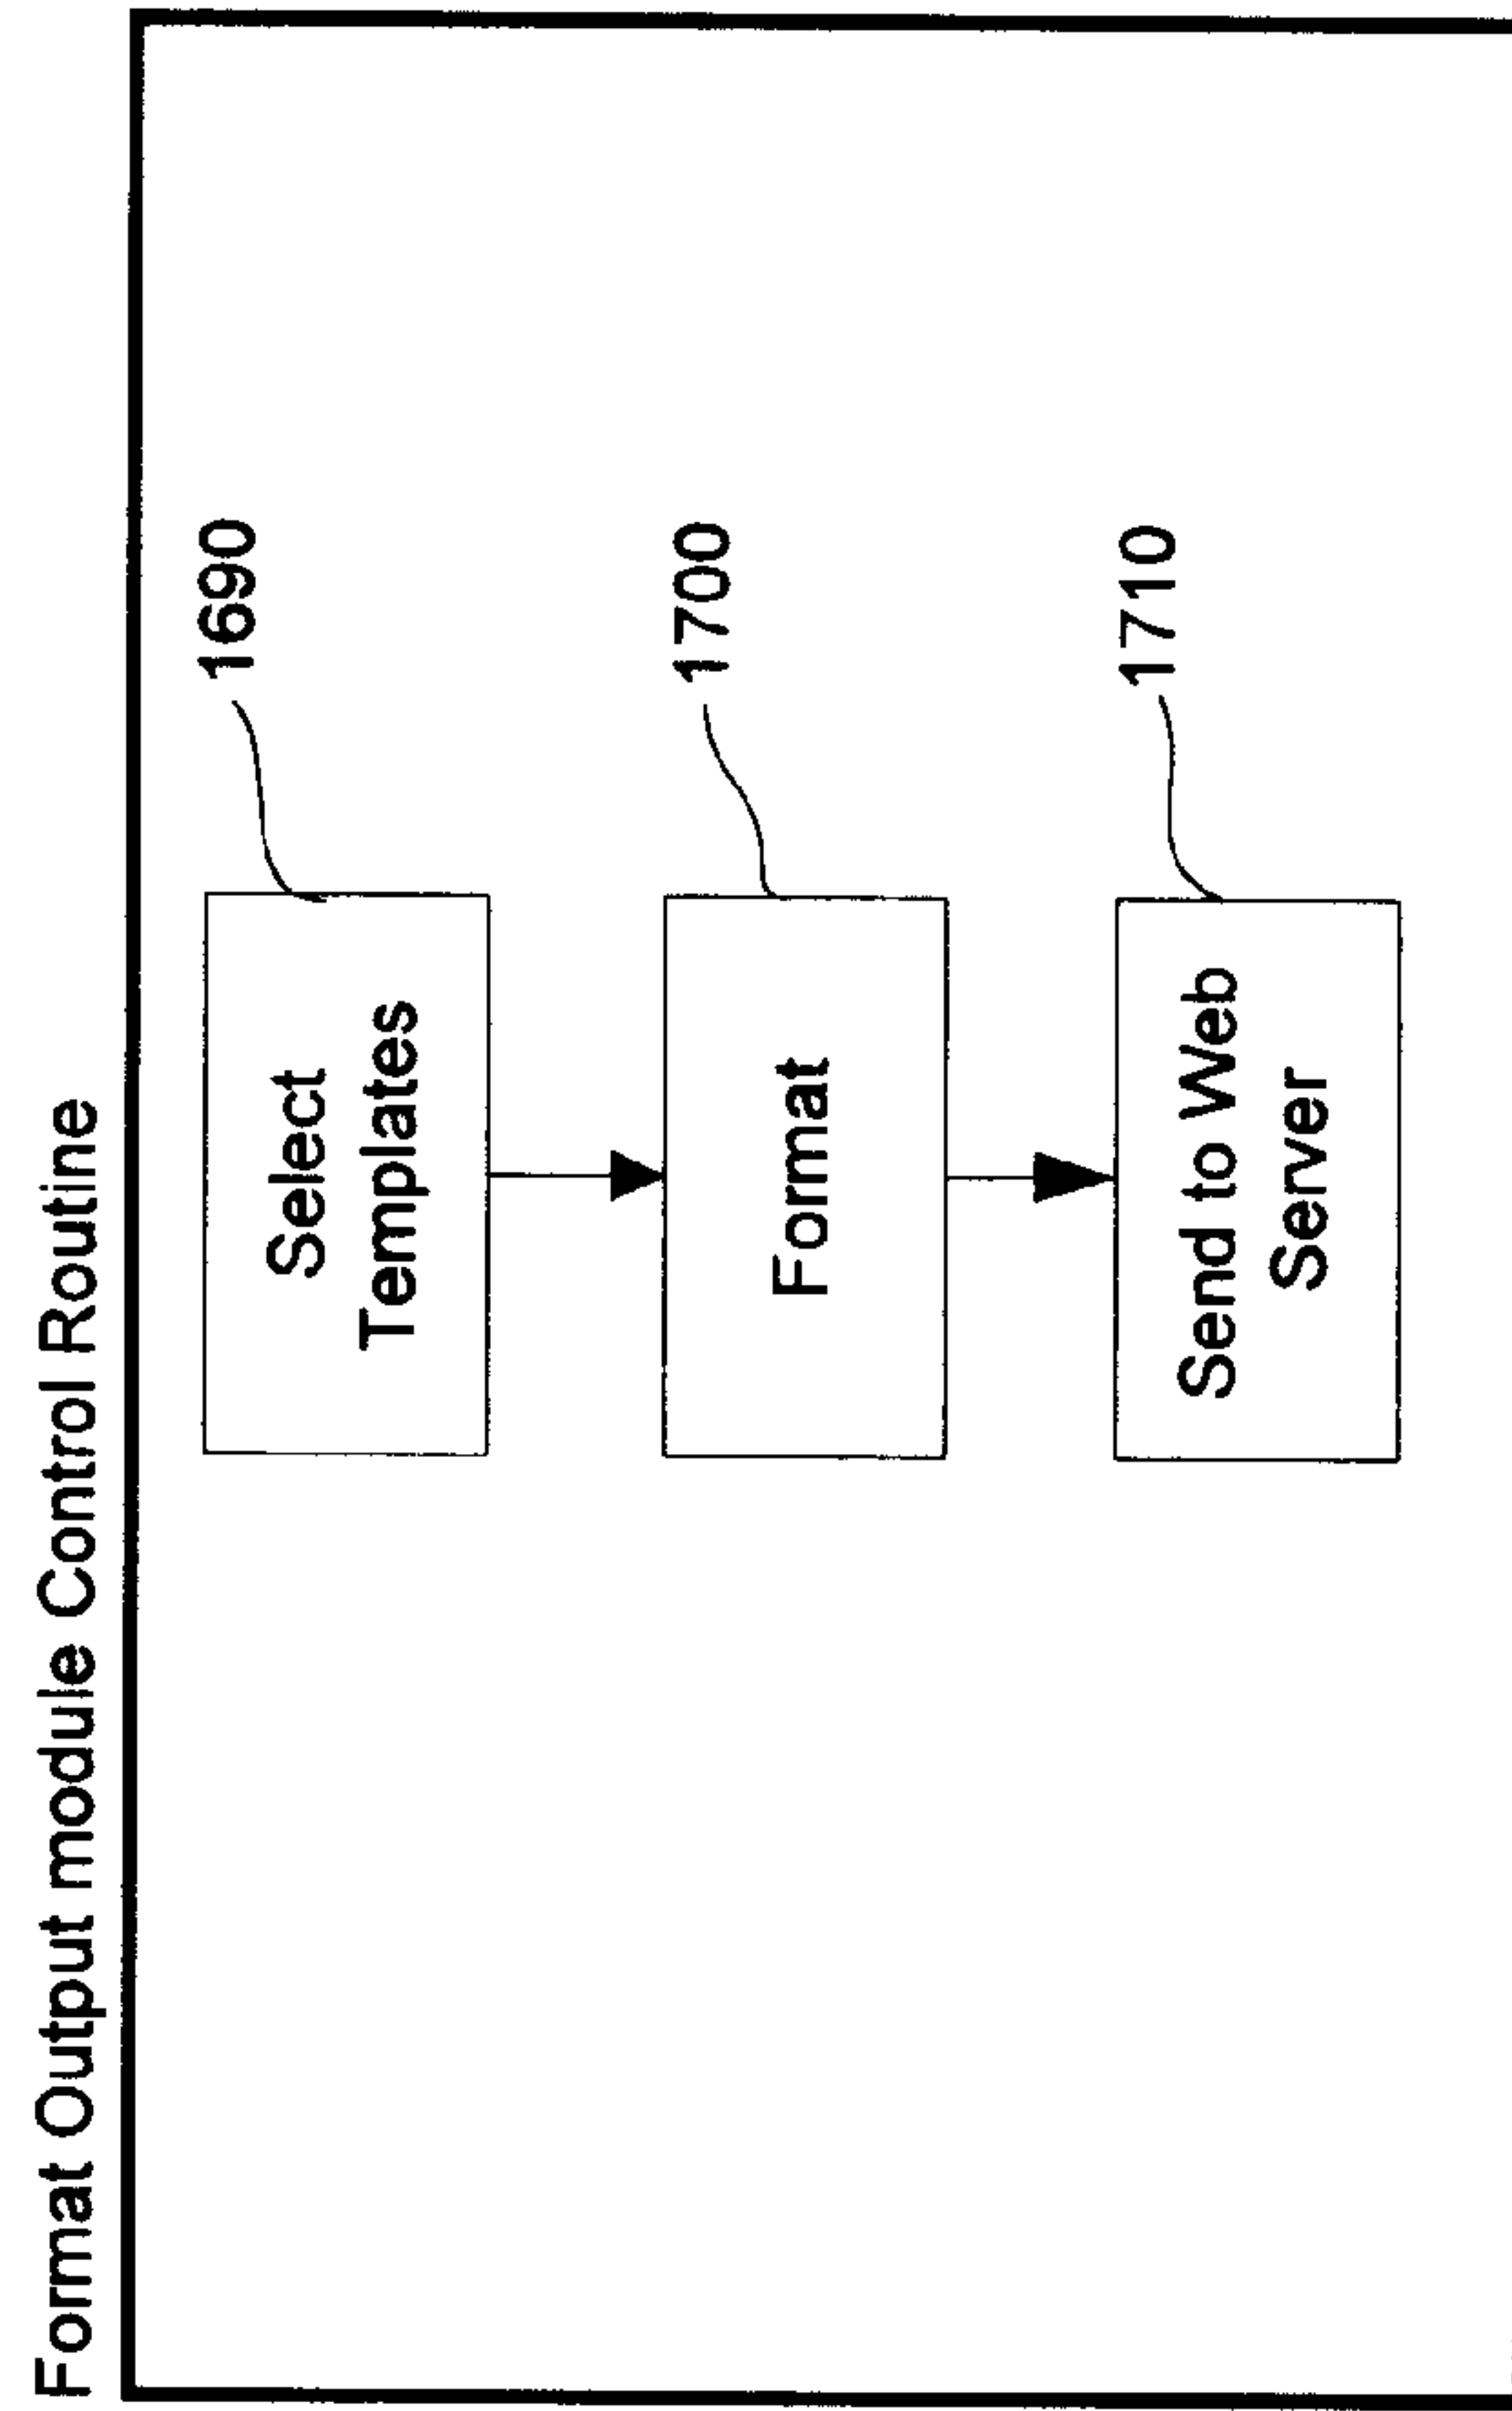 Format Output module Control Routine
1690
Select
Templates
1700
Format
1710
Send to Web
Server